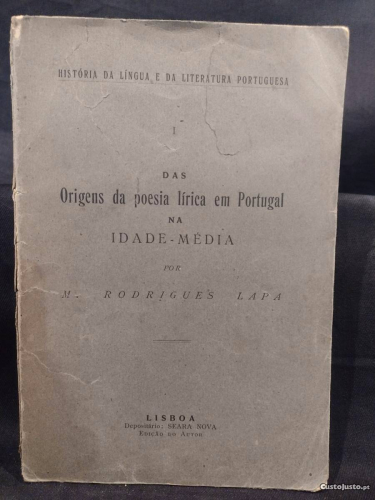 HISTÓRIA DA LÍNGUA E DA LITERATURA PORTUGUESA
I
DAS
Origens da poesia lírica em Portugal
NA
IDADE-MÉDIA
POR
M. RODRIGUES LAPA
LISBOA
Depositário: SEARA NOVA
EDIÇÃO DO AUTOR
CustoJusto.pt